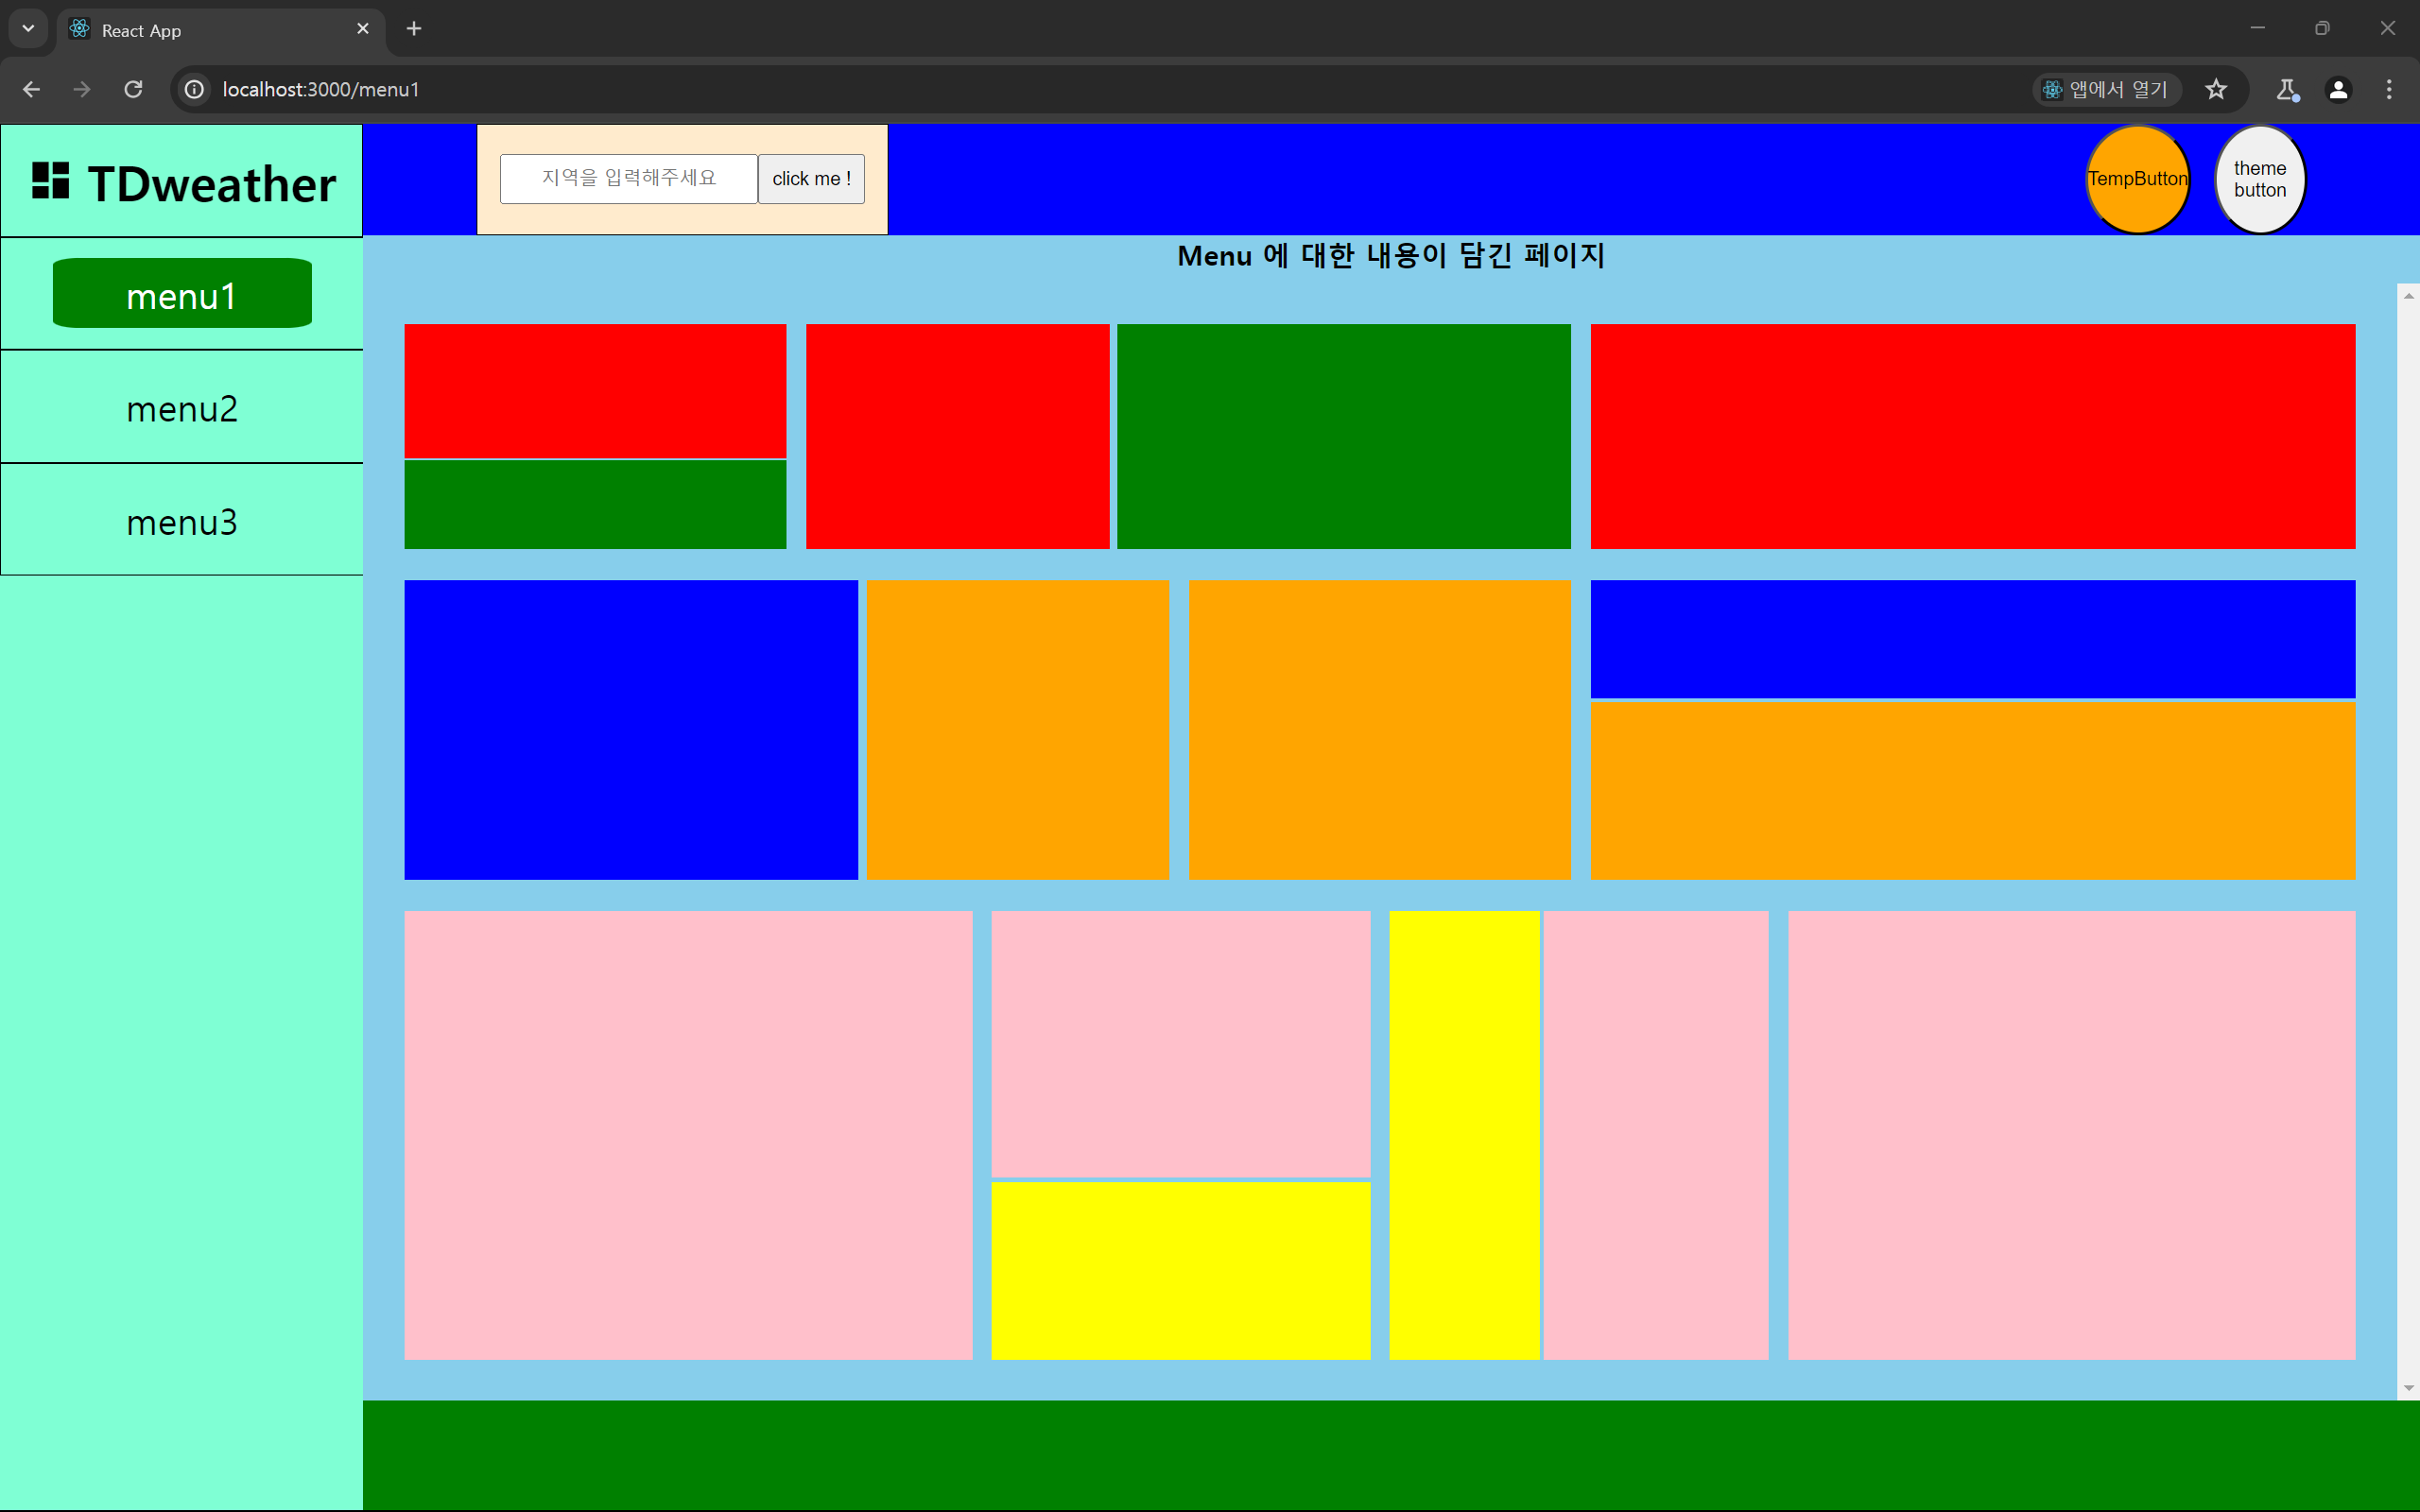 React App
localhost:3000/menu1
앱에서 열기
TDweather
지역을 입력해주세요
click me !
TempButton
theme
button
Menu 에 대한 내용이 담긴 페이지
menu1
menu2
menu3